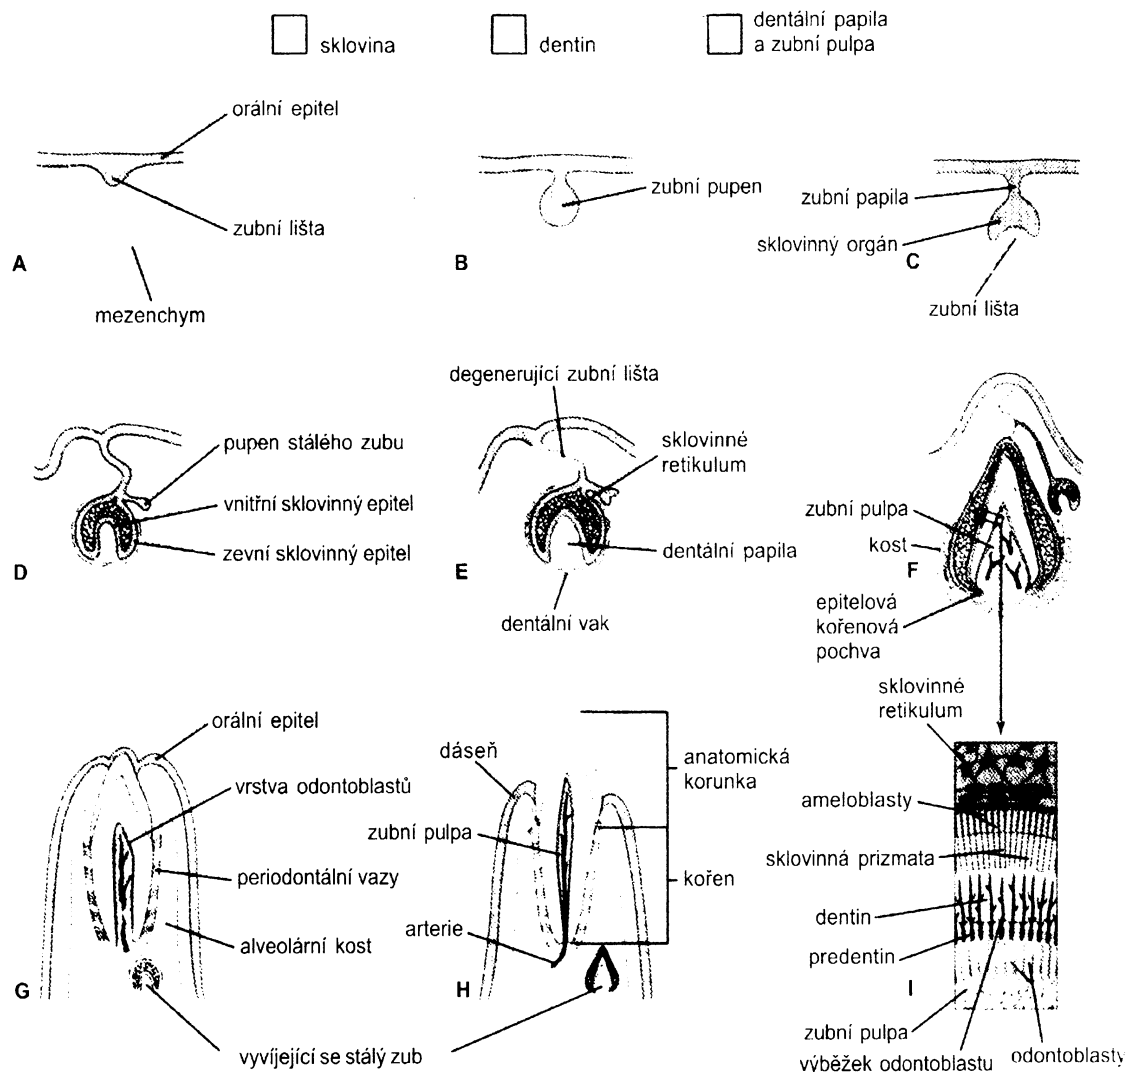 sklovina
dentin
dentální papila
a zubní pulpa
orální epitel
zubní lišta
A
mezenchym
zubní pupen
B
zubní papila
sklovinný orgán
C
zubní lišta
pupen stálého zubu
vnitřní sklovinný epitel
zevní sklovinný epitel
D
degenerující zubní lišta
sklovinné
retikulum
dentální papila
E
dentální vak
zubní pulpa
kost
F
epitelová
kořenová
pochva
orální epitel
vrstva odontoblastů
periodontální vazy
alveolární kost
G
dáseň
anatomická
korunka
zubní pulpa
kořen
arterie
H
vyvíjející se stálý zub
sklovinné
retikulum
ameloblasty
sklovinná prizmata
dentin
predentin
I
zubní pulpa
výběžek odontoblastu
odontoblasty